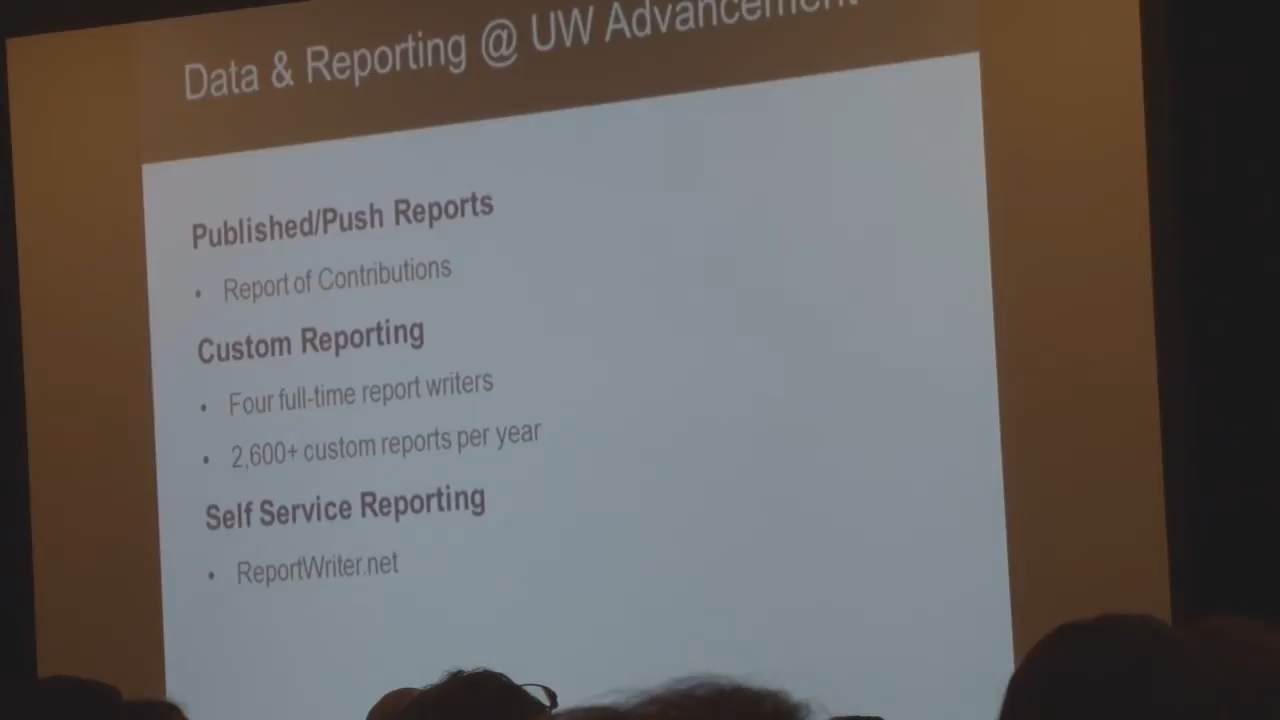 Data & Reporting @ UW Advancement
Published/Push Reports
• Report of Contributions
Custom Reporting
• Four full-time report writers
• 2,600+ custom reports per year
Self Service Reporting
• ReportWriter.net